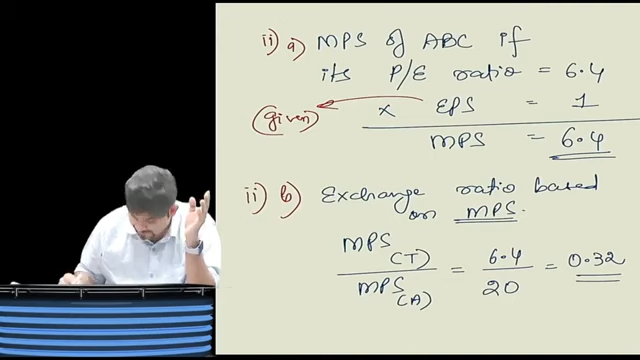 ii) a) MPS of ABC if
its P/E ratio = 6.4
(given) x EPS = 1
MPS = 6.4
ii) b) Exchange ratio based
on MPS.
MPS (T) / MPS (A) = 6.4 / 20 = 0.32